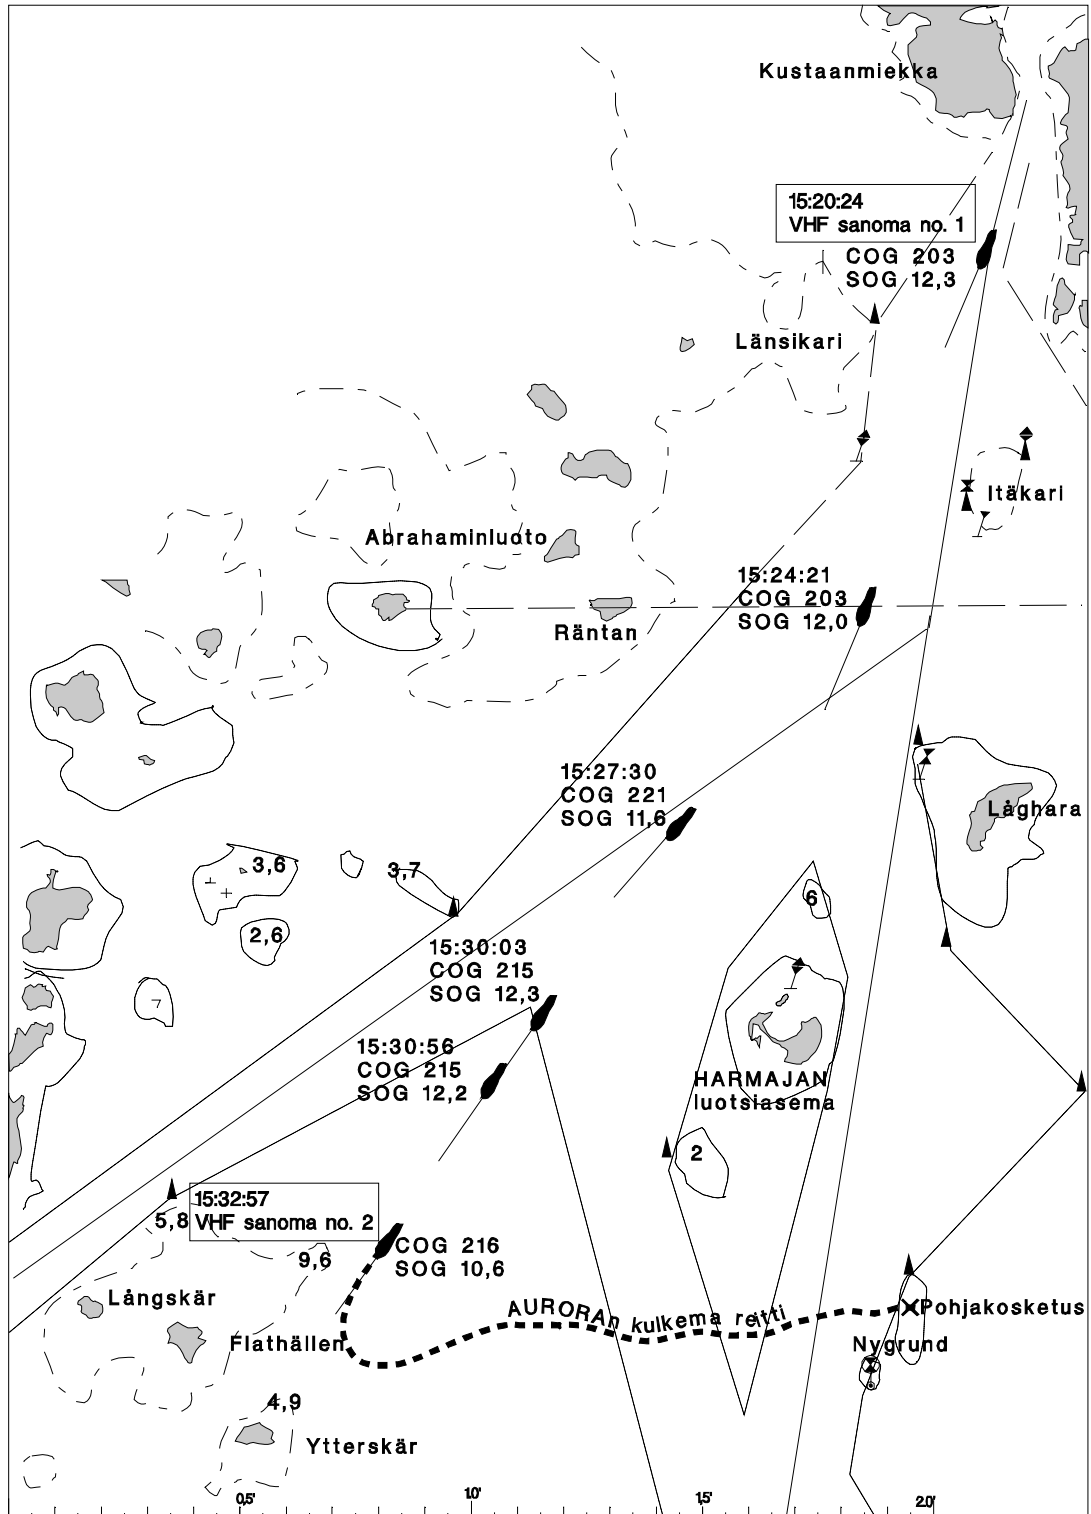 Kustaanmiekka
15:20:24
VHF sanoma no. 1
COG 203
SOG 12,3
Länsikari
Itäkari
Abrahaminluoto
15:24:21
COG 203
SOG 12,0
Räntan
15:27:30
COG 221
SOG 11,6
Låghara
3,6
3,7
6
2,6
15:30:03
COG 215
SOG 12,3
15:30:56
COG 215
SOG 12,2
HARMAJAN
luotsiasema
2
15:32:57
VHF sanoma no. 2
5,8
9,6
COG 216
SOG 10,6
Långskär
AURORAn kulkema reitti
Pohjakosketus
Flathällen
Nygrund
4,9
Ytterskär
0,5'
1.0'
1,5'
2.0'